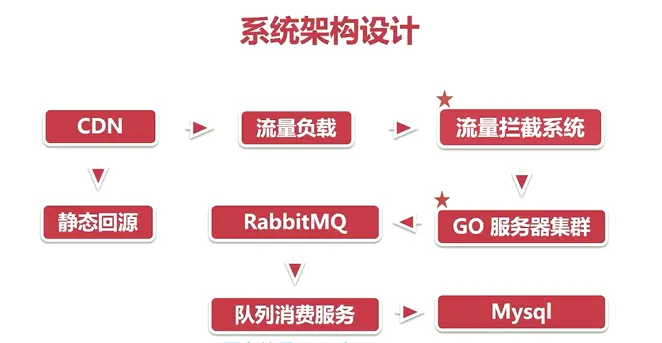 系统架构设计
CDN
流量负载
流量拦截系统
静态回源
RabbitMQ
GO 服务器集群
队列消费服务
Mysql